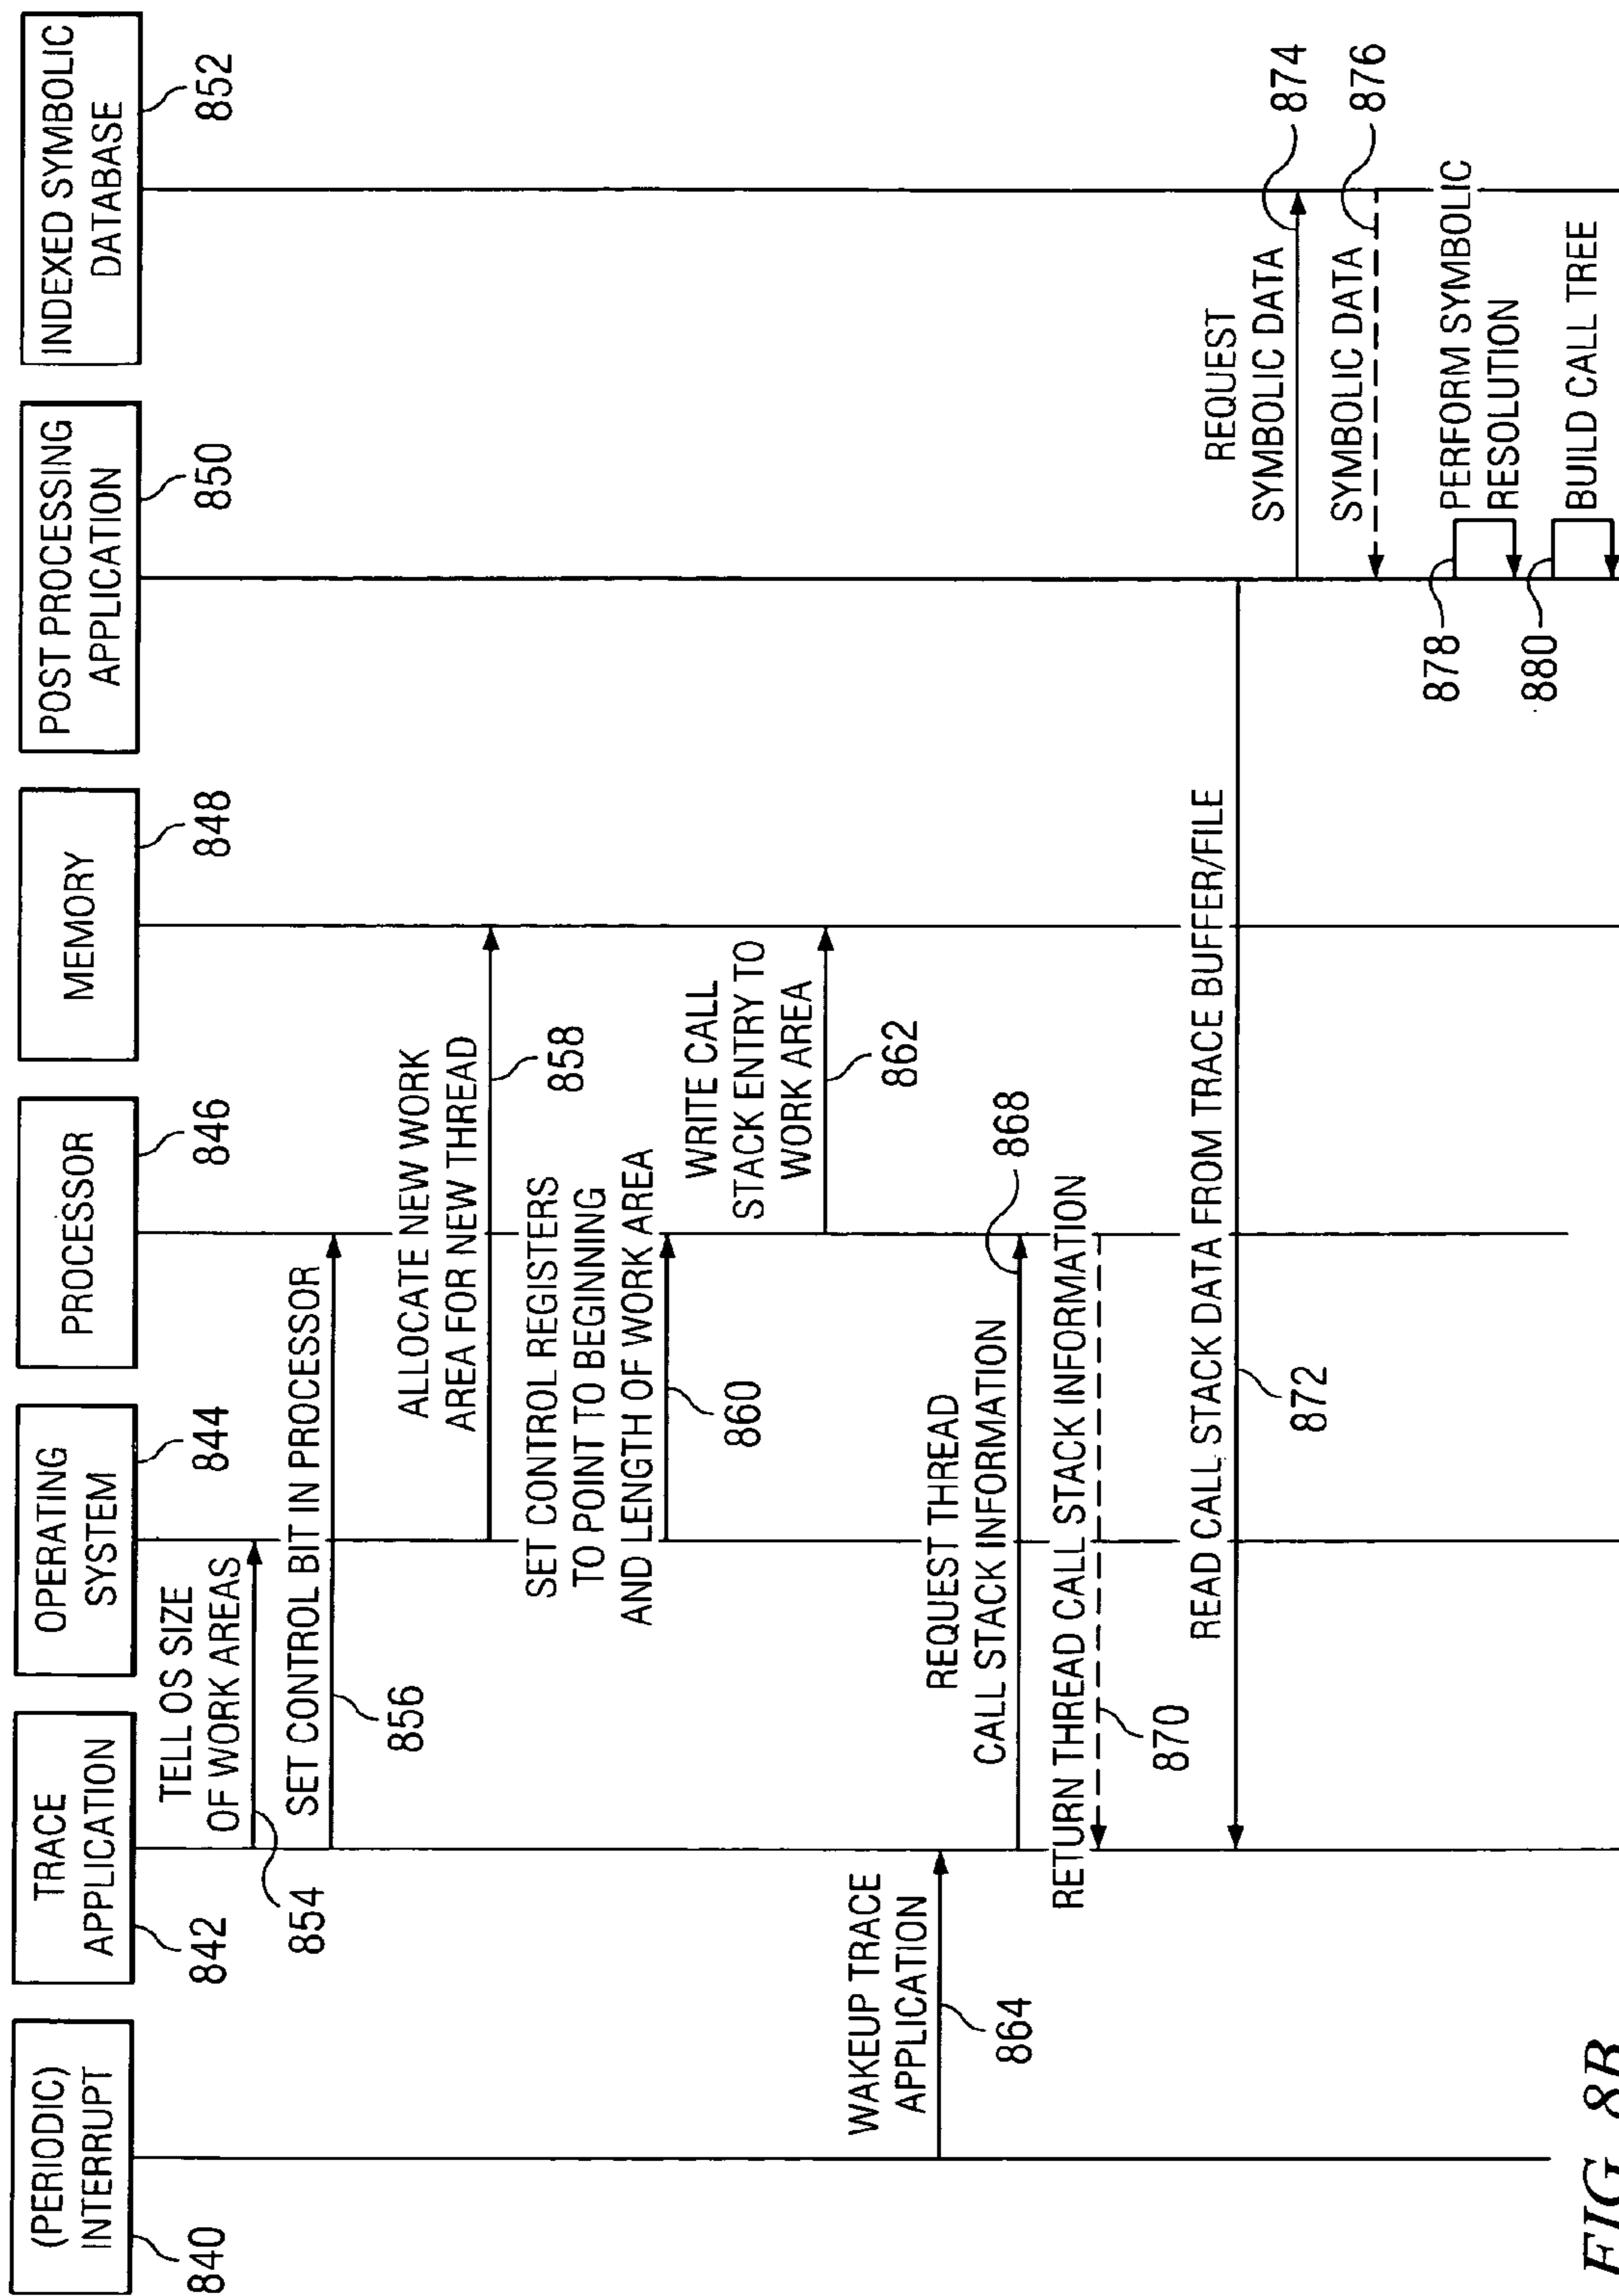 (PERIODIC)
INTERRUPT
840
TRACE
APPLICATION
842
OPERATING
SYSTEM
844
PROCESSOR
846
MEMORY
848
POST PROCESSING
APPLICATION
850
INDEXED SYMBOLIC
DATABASE
852
TELL OS SIZE
OF WORK AREAS
854
SET CONTROL BIT IN PROCESSOR
856
ALLOCATE NEW WORK
AREA FOR NEW THREAD
858
SET CONTROL REGISTERS
TO POINT TO BEGINNING
AND LENGTH OF WORK AREA
860
WRITE CALL
STACK ENTRY TO
WORK AREA
862
WAKEUP TRACE
APPLICATION
864
REQUEST THREAD
CALL STACK INFORMATION
868
RETURN THREAD CALL STACK INFORMATION
870
READ CALL STACK DATA FROM TRACE BUFFER/FILE
872
REQUEST
SYMBOLIC DATA
874
SYMBOLIC DATA
876
878
PERFORM SYMBOLIC
RESOLUTION
880
BUILD CALL TREE
FIG. 8B